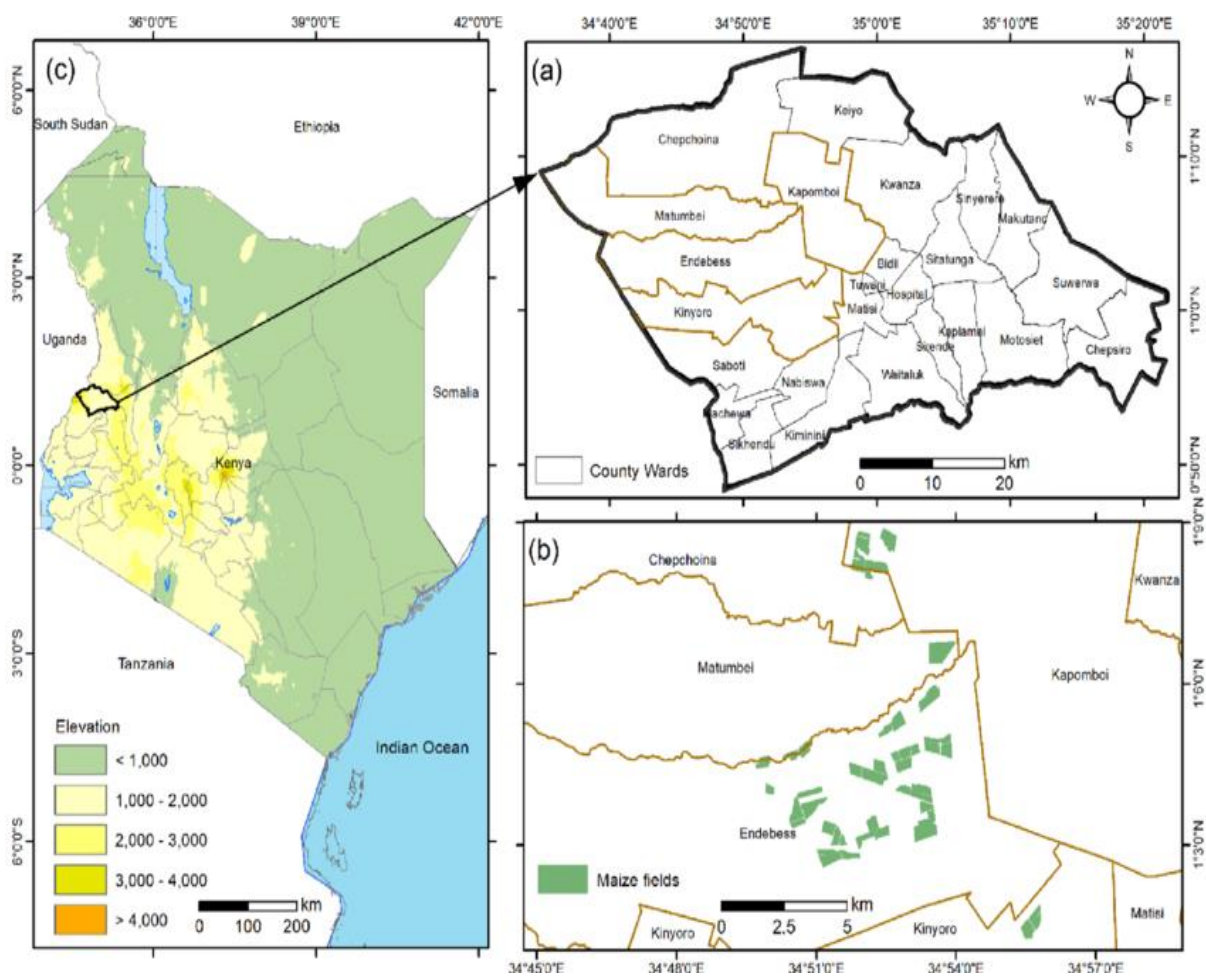 36°0'0"E
39°0'0"E
42°0'0"E
(c)
6°0'0"N
South Sudan
Ethiopia
3°0'0"N
Uganda
Somalia
0°0'0"
Kenya
3°0'0"S
Tanzania
Indian Ocean
6°0'0"S
Elevation
< 1,000
1,000 - 2,000
2,000 - 3,000
3,000 - 4,000
> 4,000
km
0 100 200
34°40'0"E
34°50'0"E
35°0'0"E
35°10'0"E
35°20'0"E
(a)
N
W
E
S
Keiyo
Chepchoina
1°10'0"N
Kapomboi
Kwanza
Sinyerere
Makutano
Matumbei
Endebess
Bidii
Sitatunga
Tuwani
Hospital
Suwerwa
Kinyoro
Matisi
1°0'0"N
Kaplamai
Sirende
Motosiet
Chepsiro
Saboti
Nabiswa
Waitaluk
Machewa
Sikhendu
Kiminini
County Wards
km
0 10 20
0°50'0"N
(b)
1°9'0"N
Chepchoina
Kwanza
Matumbei
Kapomboi
1°6'0"N
Endebess
1°3'0"N
Maize fields
km
0 2.5 5
Kinyoro
Kinyoro
Matisi
34°45'0"E
34°48'0"E
34°51'0"E
34°54'0"E
34°57'0"E